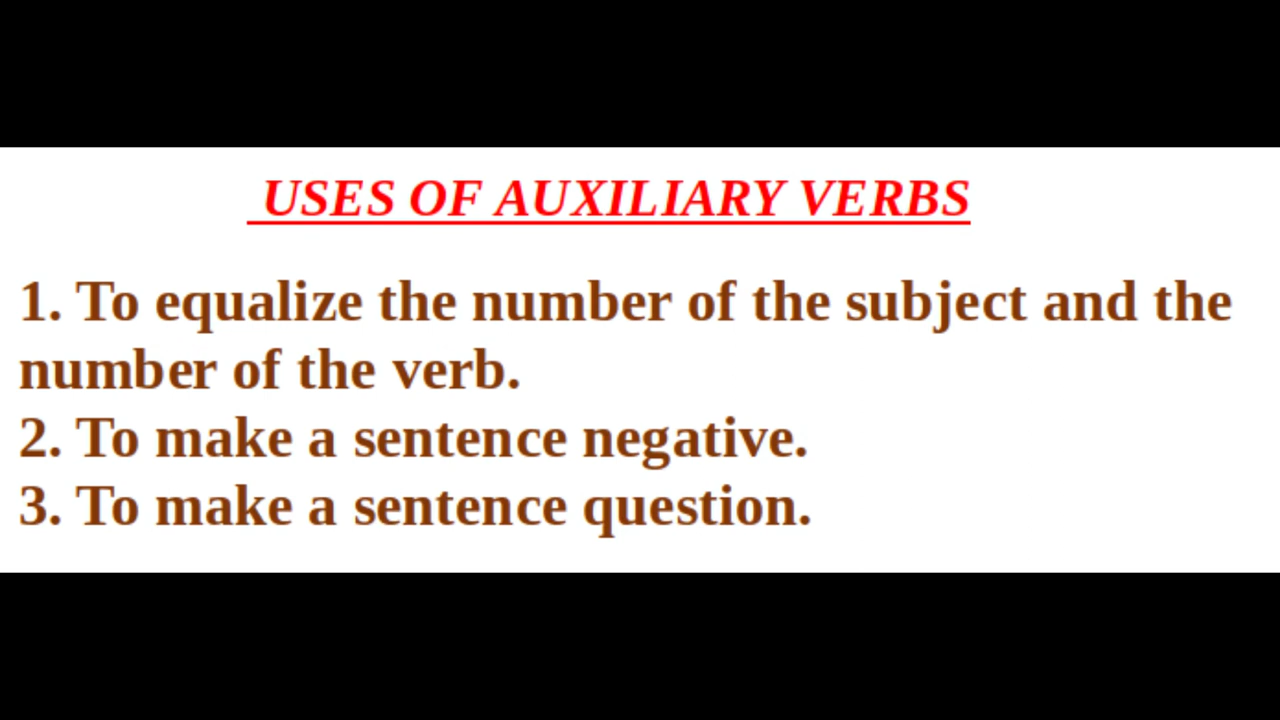 USES OF AUXILIARY VERBS
1. To equalize the number of the subject and the
number of the verb.
2. To make a sentence negative.
3. To make a sentence question.